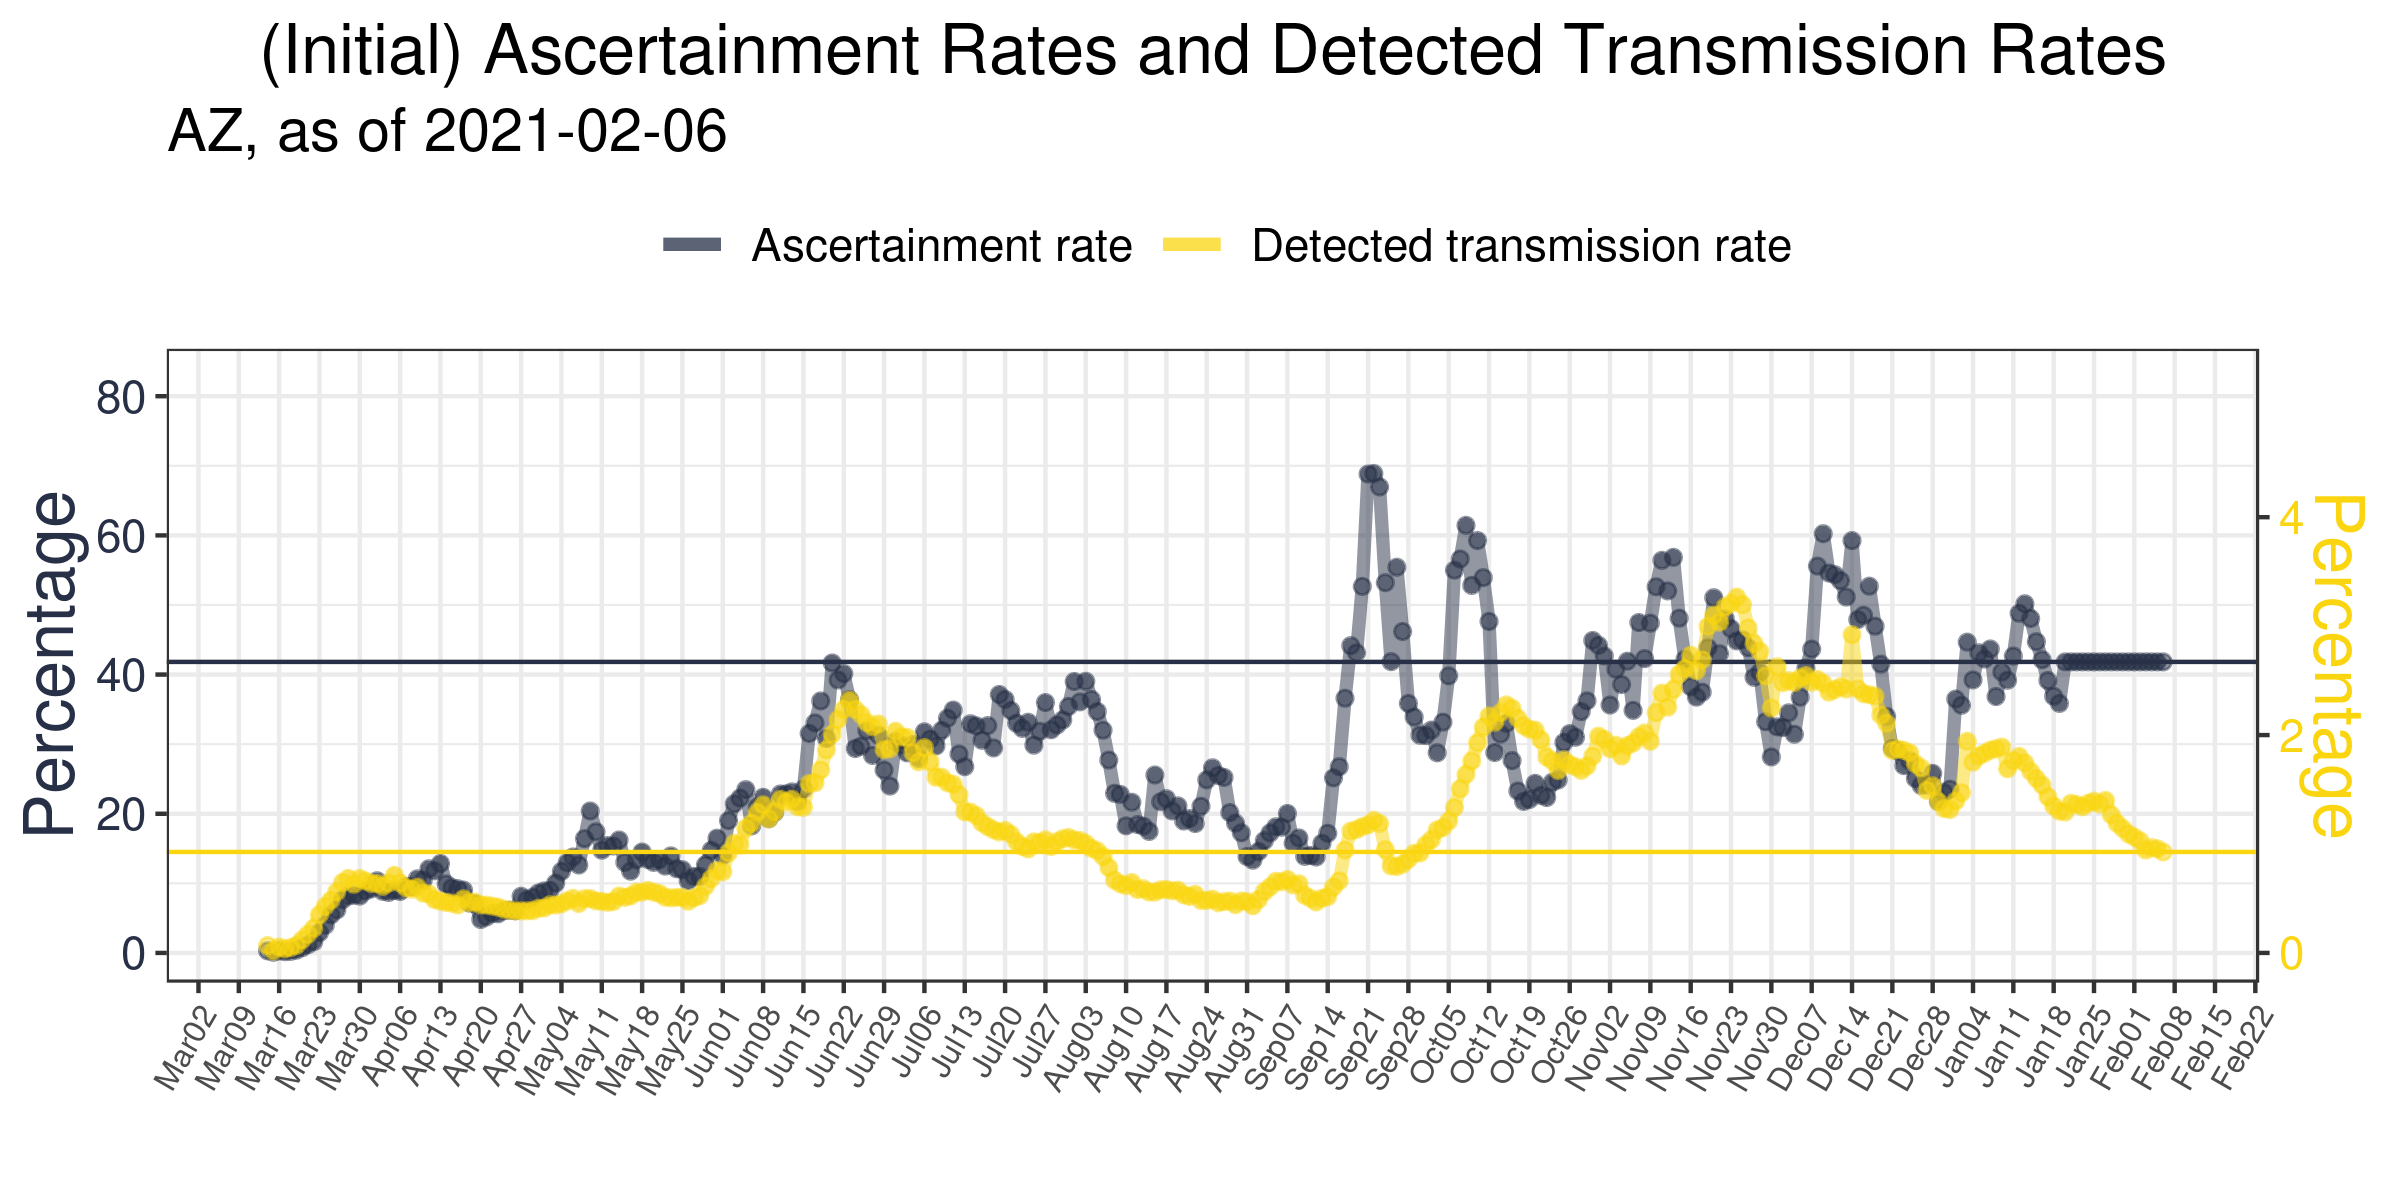 (Initial) Ascertainment Rates and Detected Transmission Rates
AZ, as of 2021-02-06
Ascertainment rate Detected transmission rate
Percentage
80
60
40
20
0
4
2
0
Percentage
Mar02 Mar09 Mar16 Mar23 Mar30 Apr06 Apr13 Apr20 Apr27 May04 May11 May18 May25 Jun01 Jun08 Jun15 Jun22 Jun29 Jul06 Jul13 Jul20 Jul27 Aug03 Aug10 Aug17 Aug24 Aug31 Sep07 Sep14 Sep21 Sep28 Oct05 Oct12 Oct19 Oct26 Nov02 Nov09 Nov16 Nov23 Nov30 Dec07 Dec14 Dec21 Dec28 Jan04 Jan11 Jan18 Jan25 Feb01 Feb08 Feb15 Feb22